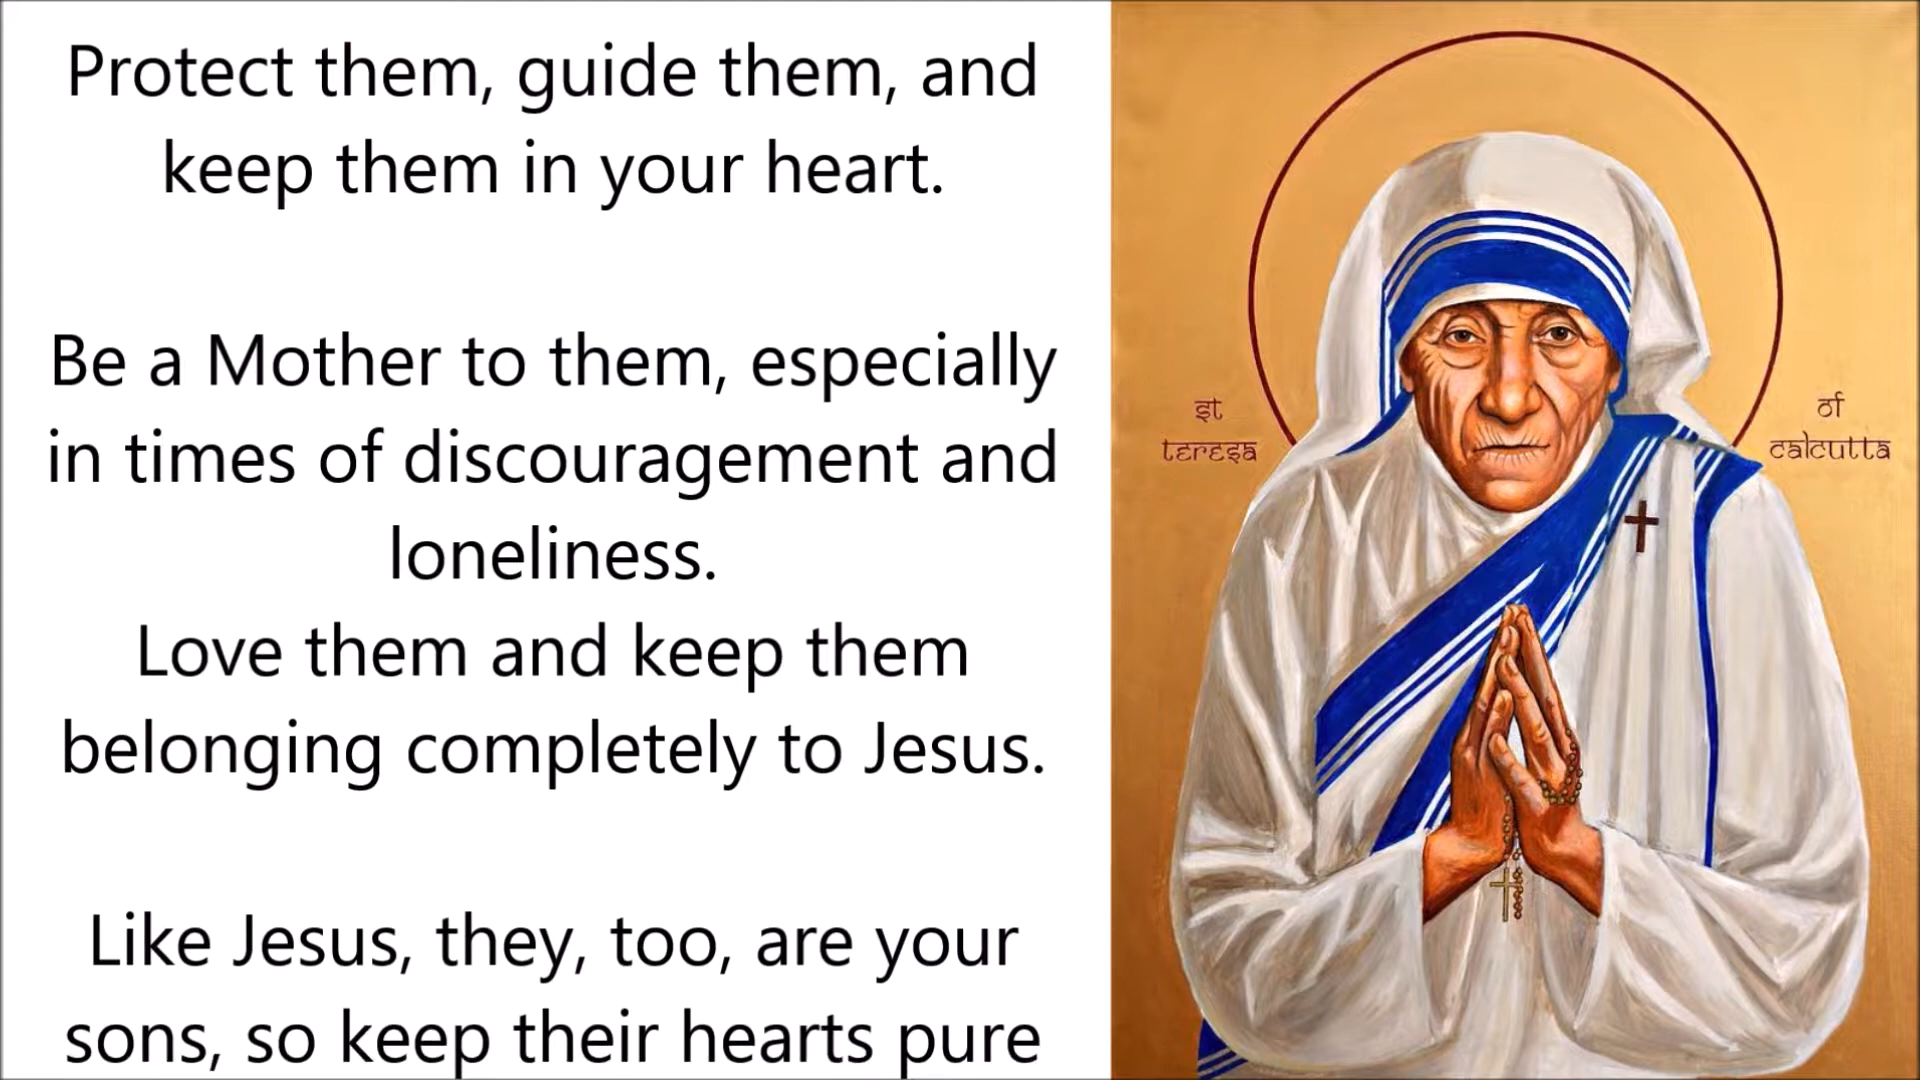 Protect them, guide them, and
keep them in your heart.
Be a Mother to them, especially
in times of discouragement and
loneliness.
Love them and keep them
belonging completely to Jesus.
Like Jesus, they, too, are your
sons, so keep their hearts pure
st
teresa
of
calcutta